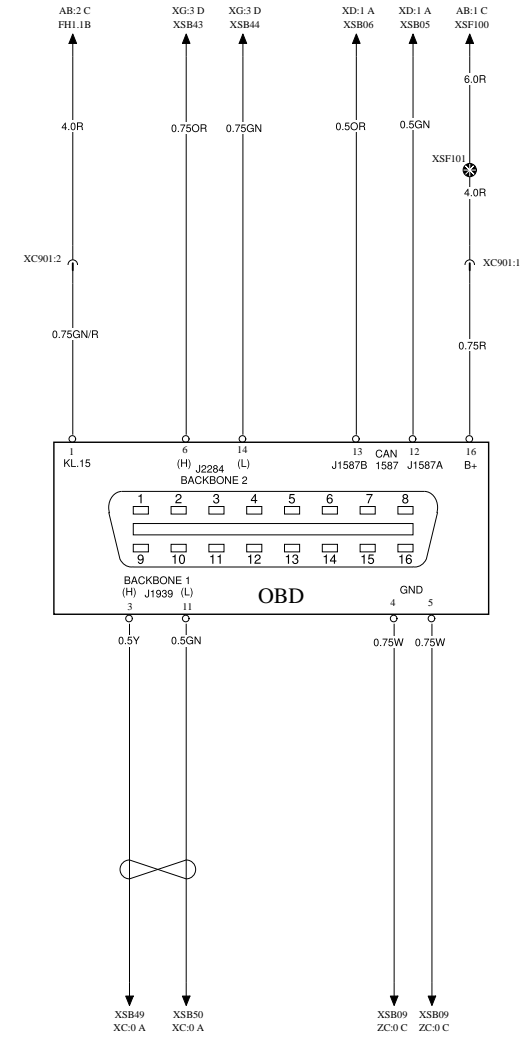 AB:2 C XG:3 D XG:3 D XD:1 A XD:1 A AB:1 C
FH1.1B XSB43 XSB44 XSB06 XSB05 XSF100
6.0R
4.0R 0.75OR 0.75GN 0.5OR 0.5GN
XSF101
4.0R
XC901:2 XC901:1
0.75GN/R 0.75R
1 6 14 13 12 16
KL.15 (H) J2284 (L) J1587B CAN 1587 J1587A B+
BACKBONE 2
1 2 3 4 5 6 7 8
9 10 11 12 13 14 15 16
BACKBONE 1
(H) J1939 (L) OBD GND
3 11 4 5
0.5Y 0.5GN 0.75W 0.75W
XSB49 XSB50 XSB09 XSB09
XC:0 A XC:0 A ZC:0 C ZC:0 C